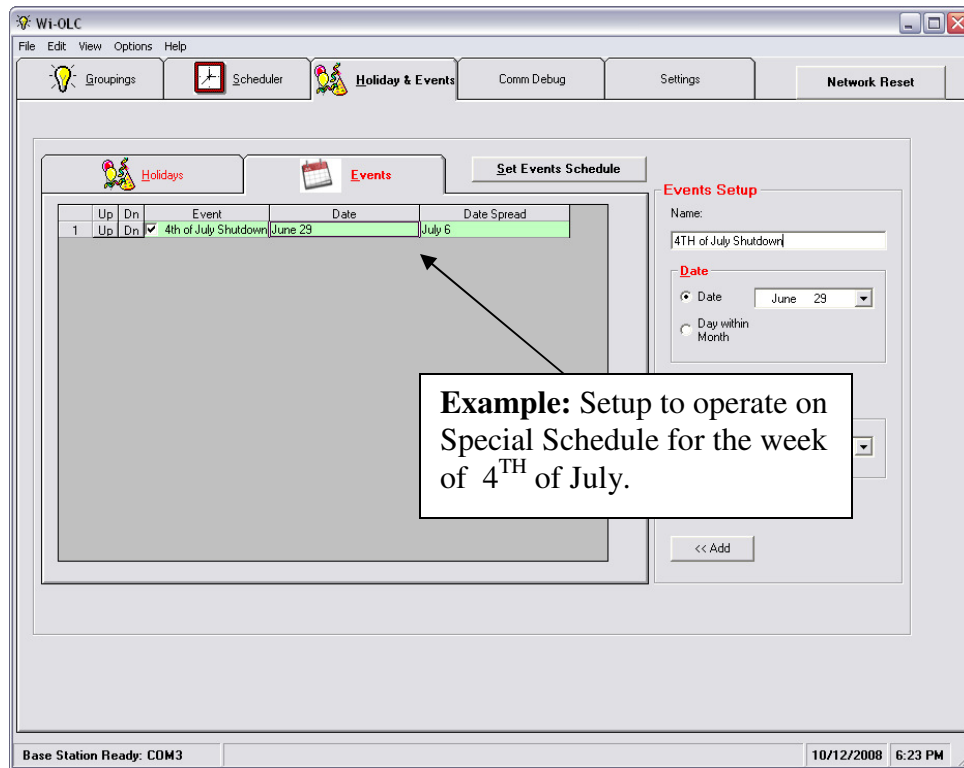 Wi-OLC
File Edit View Options Help
Groupings Scheduler Holiday & Events Comm Debug Settings Network Reset
Holidays Events Set Events Schedule
Events Setup
Up Dn Event Date Date Spread
1 Up Dn 4th of July Shutdown June 29 July 6
Name:
4TH of July Shutdown
Date
Date June 29
Day within
Month
Example: Setup to operate on
Special Schedule for the week
of 4TH of July.
<< Add
Base Station Ready: COM3 10/12/2008 6:23 PM